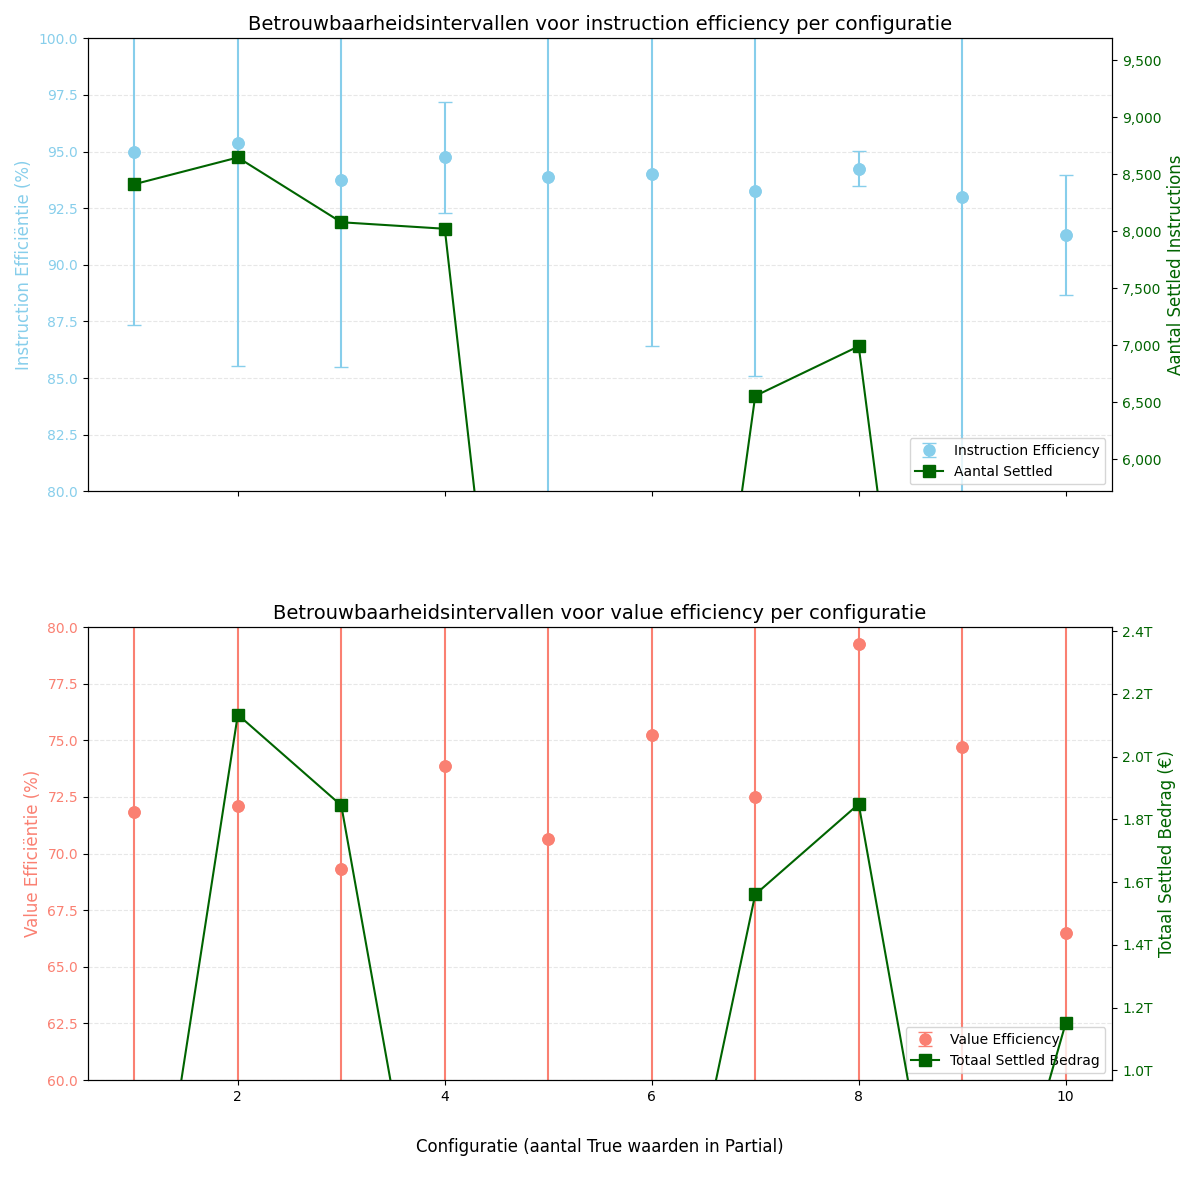 Betrouwbaarheidsintervallen voor instruction efficiency per configuratie
100.0
97.5
95.0
92.5
90.0
87.5
85.0
82.5
80.0
Instruction Efficiëntie (%)
9,500
9,000
8,500
8,000
7,500
7,000
6,500
6,000
Aantal Settled Instructions
Instruction Efficiency
Aantal Settled
Betrouwbaarheidsintervallen voor value efficiency per configuratie
80.0
77.5
75.0
72.5
70.0
67.5
65.0
62.5
60.0
Value Efficiëntie (%)
2.4T
2.2T
2.0T
1.8T
1.6T
1.4T
1.2T
1.0T
Totaal Settled Bedrag (€)
Value Efficiency
Totaal Settled Bedrag
2 4 6 8 10
Configuratie (aantal True waarden in Partial)